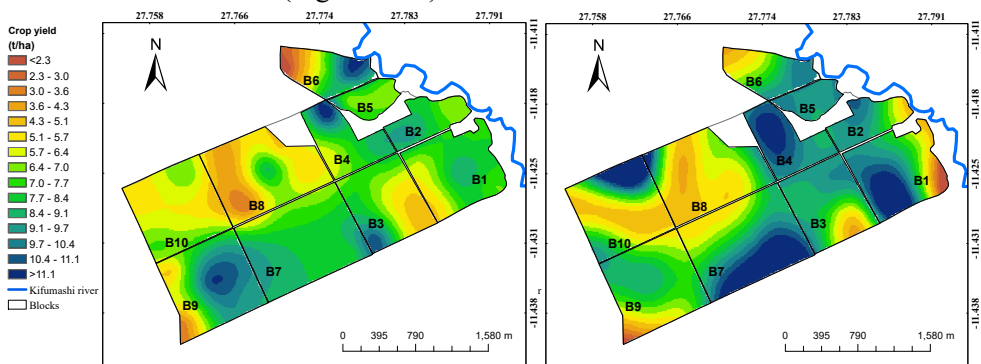 Crop yield
(t/ha)
<2.3
2.3 - 3.0
3.0 - 3.6
3.6 - 4.3
4.3 - 5.1
5.1 - 5.7
5.7 - 6.4
6.4 - 7.0
7.0 - 7.7
7.7 - 8.4
8.4 - 9.1
9.1 - 9.7
9.7 - 10.4
10.4 - 11.1
>11.1
Kifumashi river
Blocks
27.758 27.766 27.774 27.783 27.791
N
B6
B5
B2
B4
B1
B8
B3
B10
B7
B9
0 395 790 1,580 m
-11.411
-11.418
-11.425
-11.431
-11.438
27.758 27.766 27.774 27.783 27.791
N
B6
B5
B2
B4
B1
B8
B3
B10
B7
B9
0 395 790 1,580 m
-11.411
-11.418
-11.425
-11.431
-11.438